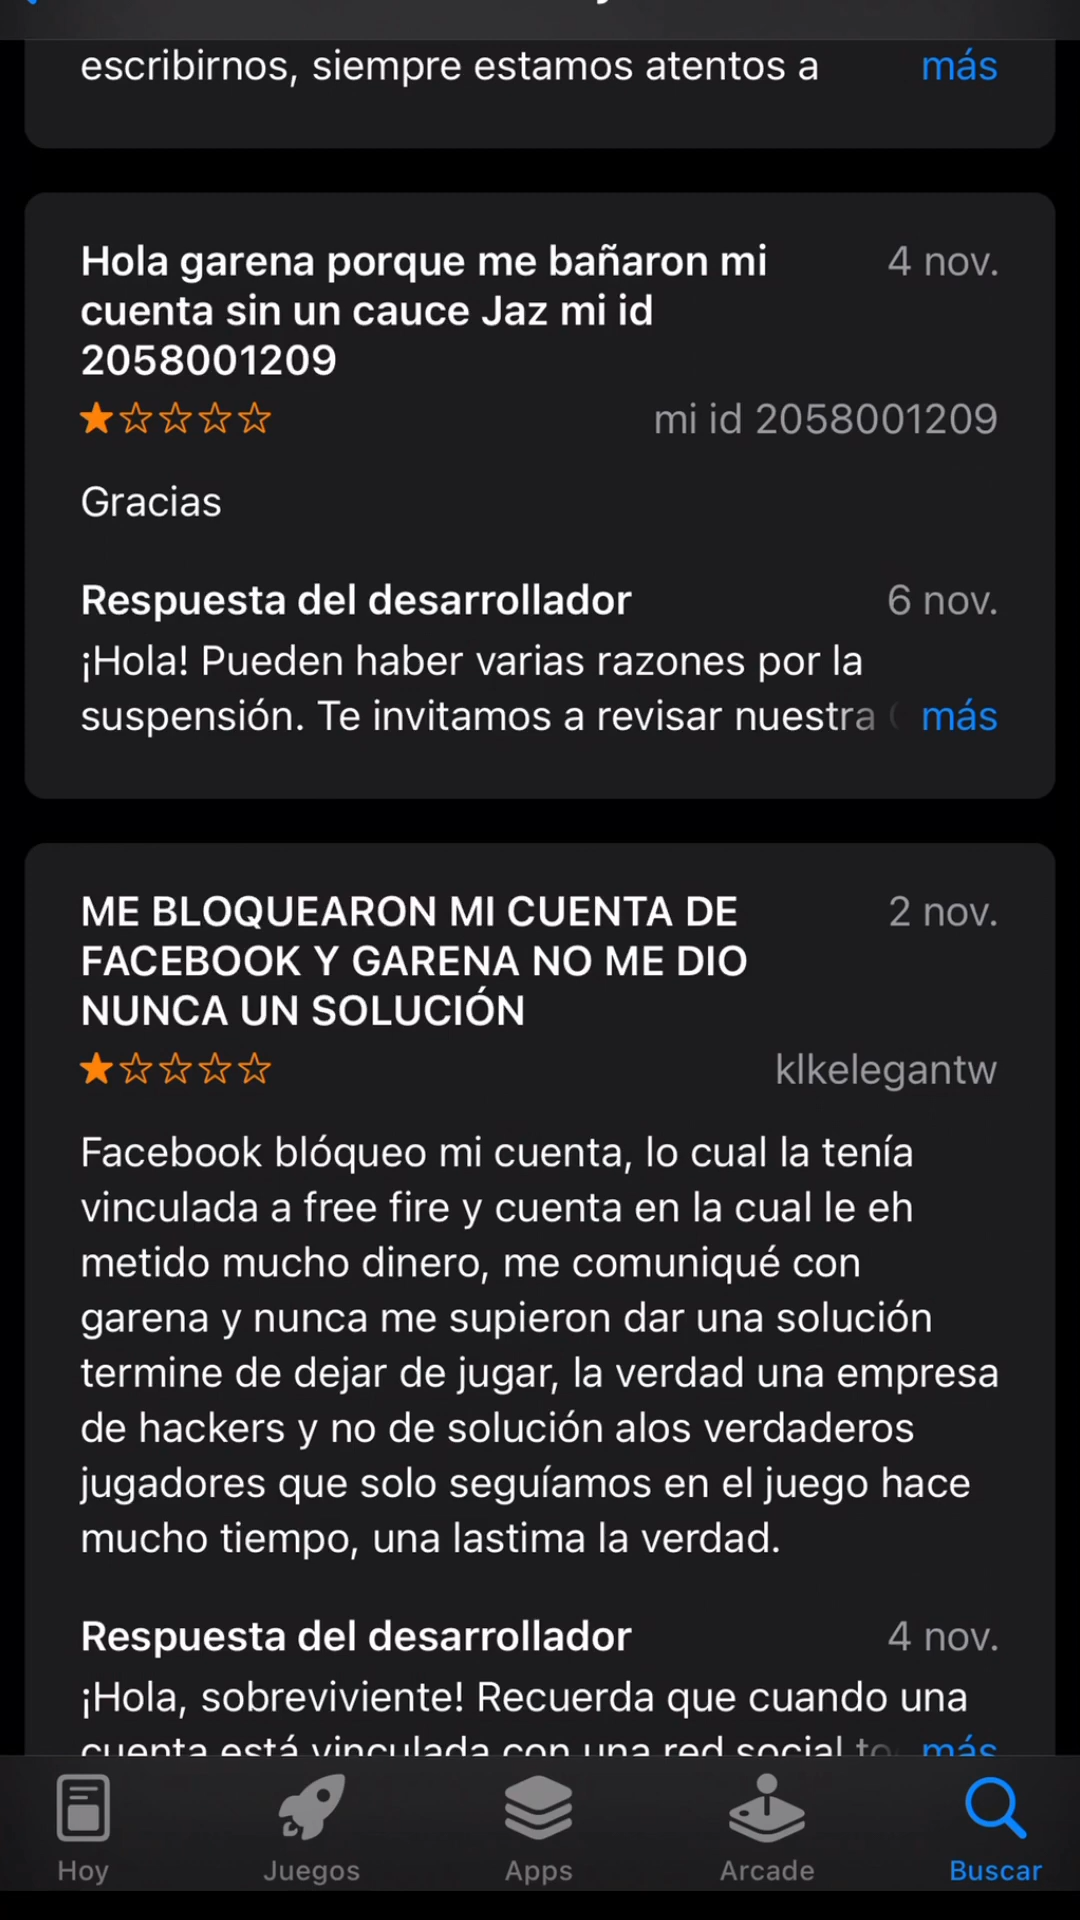 escribirnos, siempre estamos atentos a más
Hola garena porque me bañaron mi 4 nov.
cuenta sin un cauce Jaz mi id
2058001209
mi id 2058001209
Gracias
Respuesta del desarrollador 6 nov.
¡Hola! Pueden haber varias razones por la
suspensión. Te invitamos a revisar nuestra más
ME BLOQUEARON MI CUENTA DE 2 nov.
FACEBOOK Y GARENA NO ME DIO
NUNCA UN SOLUCIÓN
klkelegantw
Facebook blóqueo mi cuenta, lo cual la tenía
vinculada a free fire y cuenta en la cual le eh
metido mucho dinero, me comuniqué con
garena y nunca me supieron dar una solución
termine de dejar de jugar, la verdad una empresa
de hackers y no de solución alos verdaderos
jugadores que solo seguíamos en el juego hace
mucho tiempo, una lastima la verdad.
Respuesta del desarrollador 4 nov.
¡Hola, sobreviviente! Recuerda que cuando una
cuenta está vinculada con una red social más
Hoy Juegos Apps Arcade Buscar